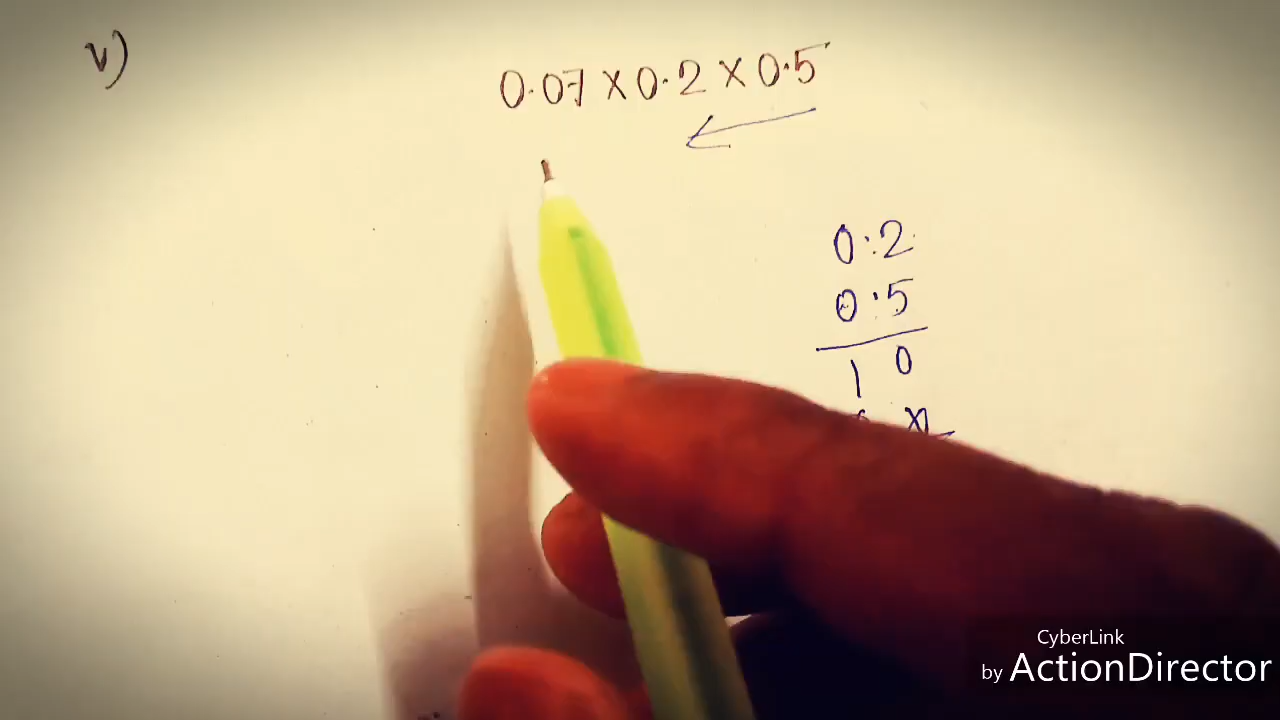 v)
0.07 X 0.2 X 0.5
0.2
0.5
1 0
CyberLink
by ActionDirector